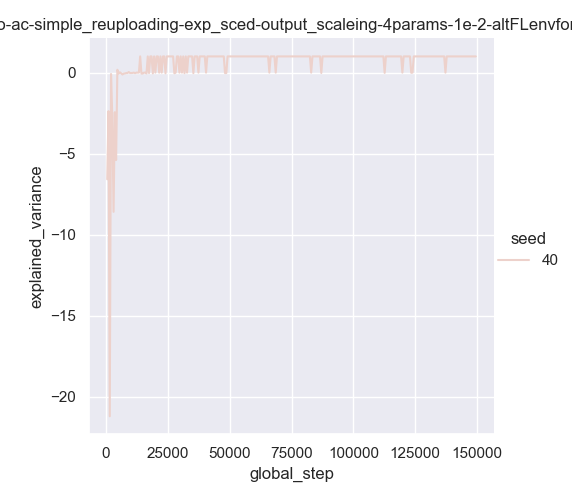 o-ac-simple_reuploading-exp_sced-output_scaleing-4params-1e-2-altFLenvfor
0
−5
−10
−15
−20
explained_variance
0 25000 50000 75000 100000 125000 150000
global_step
seed
40